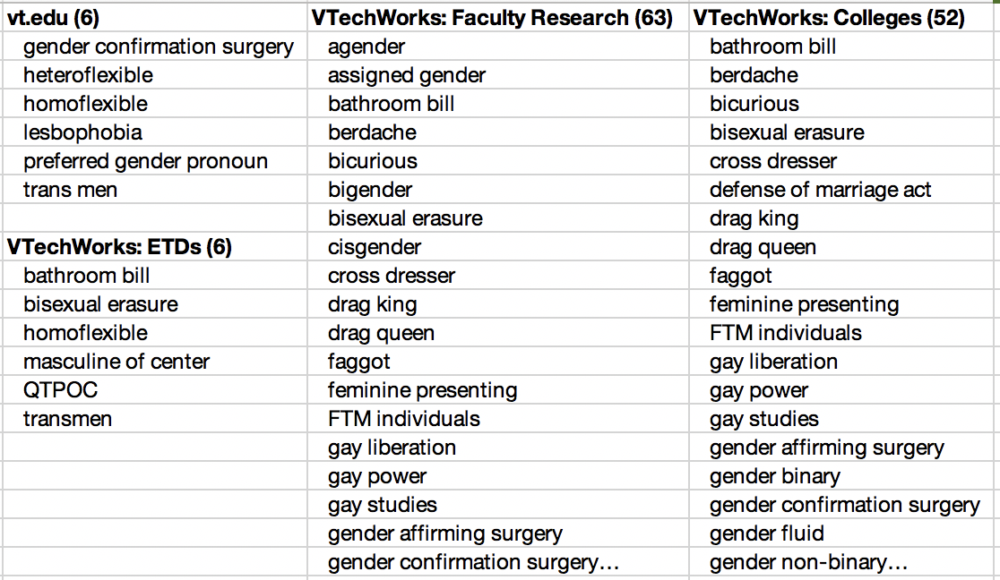 vt.edu (6)
gender confirmation surgery
heteroflexible
homoflexible
lesbophobia
preferred gender pronoun
trans men
VTechWorks: ETDs (6)
bathroom bill
bisexual erasure
homoflexible
masculine of center
QTPOC
transmen
VTechWorks: Faculty Research (63)
agender
assigned gender
bathroom bill
berdache
bicurious
bigender
bisexual erasure
cisgender
cross dresser
drag king
drag queen
faggot
feminine presenting
FTM individuals
gay liberation
gay power
gay studies
gender affirming surgery
gender confirmation surgery...
VTechWorks: Colleges (52)
bathroom bill
berdache
bicurious
bisexual erasure
cross dresser
defense of marriage act
drag king
drag queen
faggot
feminine presenting
FTM individuals
gay liberation
gay power
gay studies
gender affirming surgery
gender binary
gender confirmation surgery
gender fluid
gender non-binary...